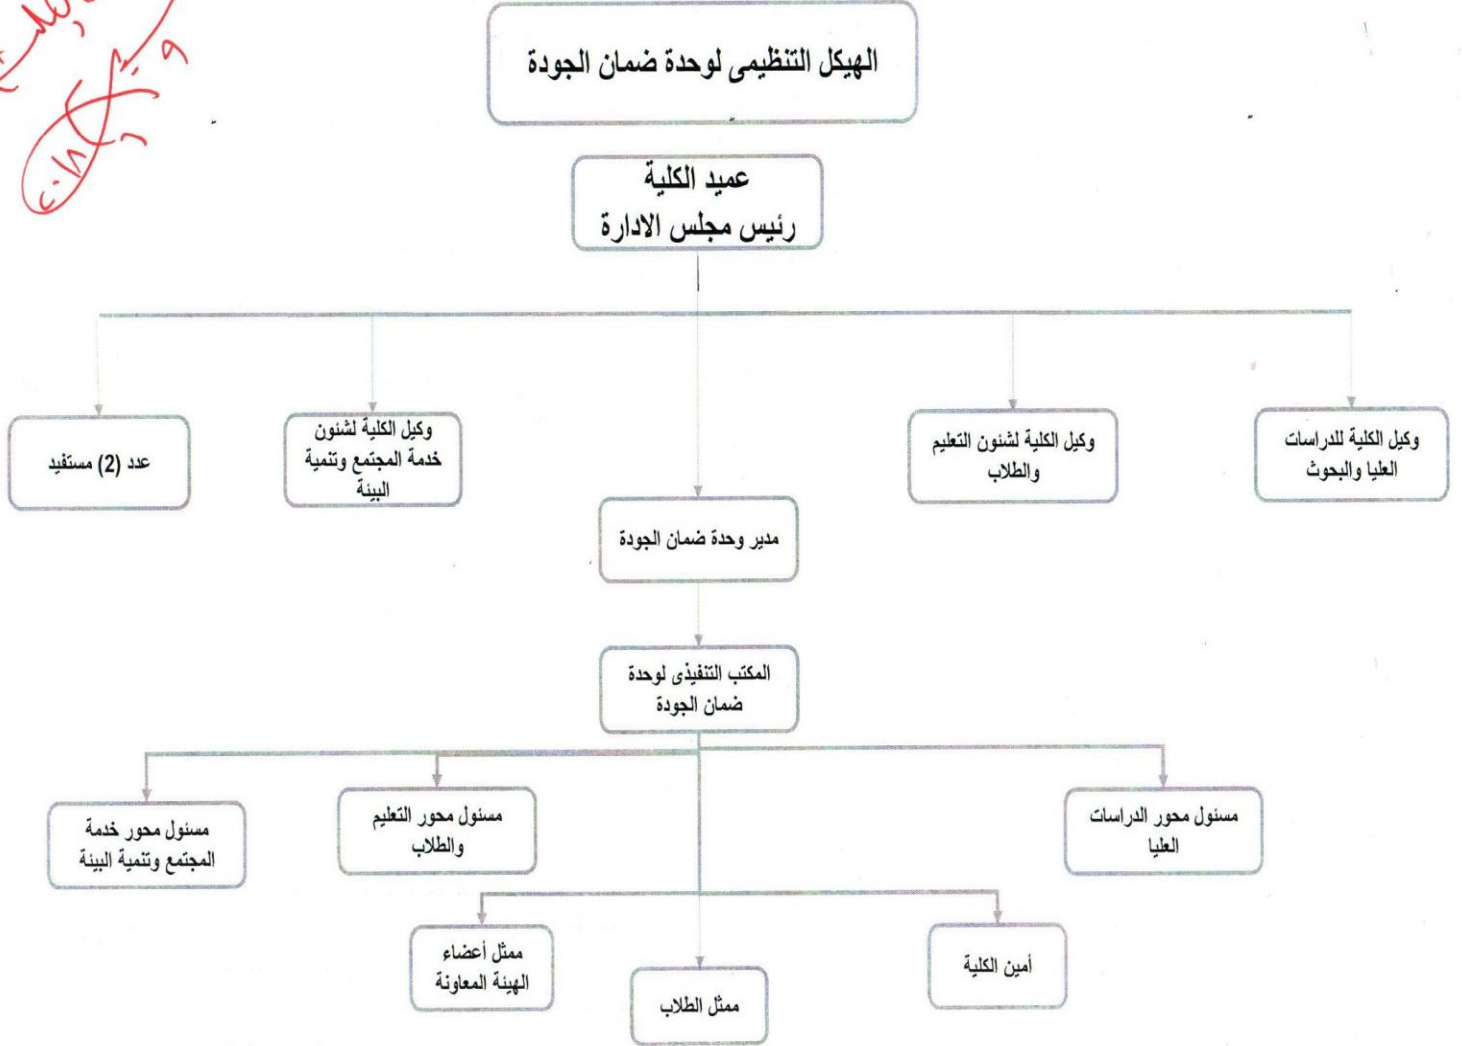 الهيكل التنظيمى لوحدة ضمان الجودة
عميد الكلية
رئيس مجلس الادارة
وكيل الكلية للدراسات
العليا والبحوث
وكيل الكلية لشئون التعليم
والطلاب
وكيل الكلية لشئون
خدمة المجتمع وتنمية
البيئة
عدد (2) مستفيد
مدير وحدة ضمان الجودة
المكتب التنفيذى لوحدة
ضمان الجودة
مسئول محور الدراسات
العليا
مسئول محور التعليم
والطلاب
مسئول محور خدمة
المجتمع وتنمية البيئة
أمين الكلية
ممثل الطلاب
ممثل أعضاء
الهيئة المعاونة